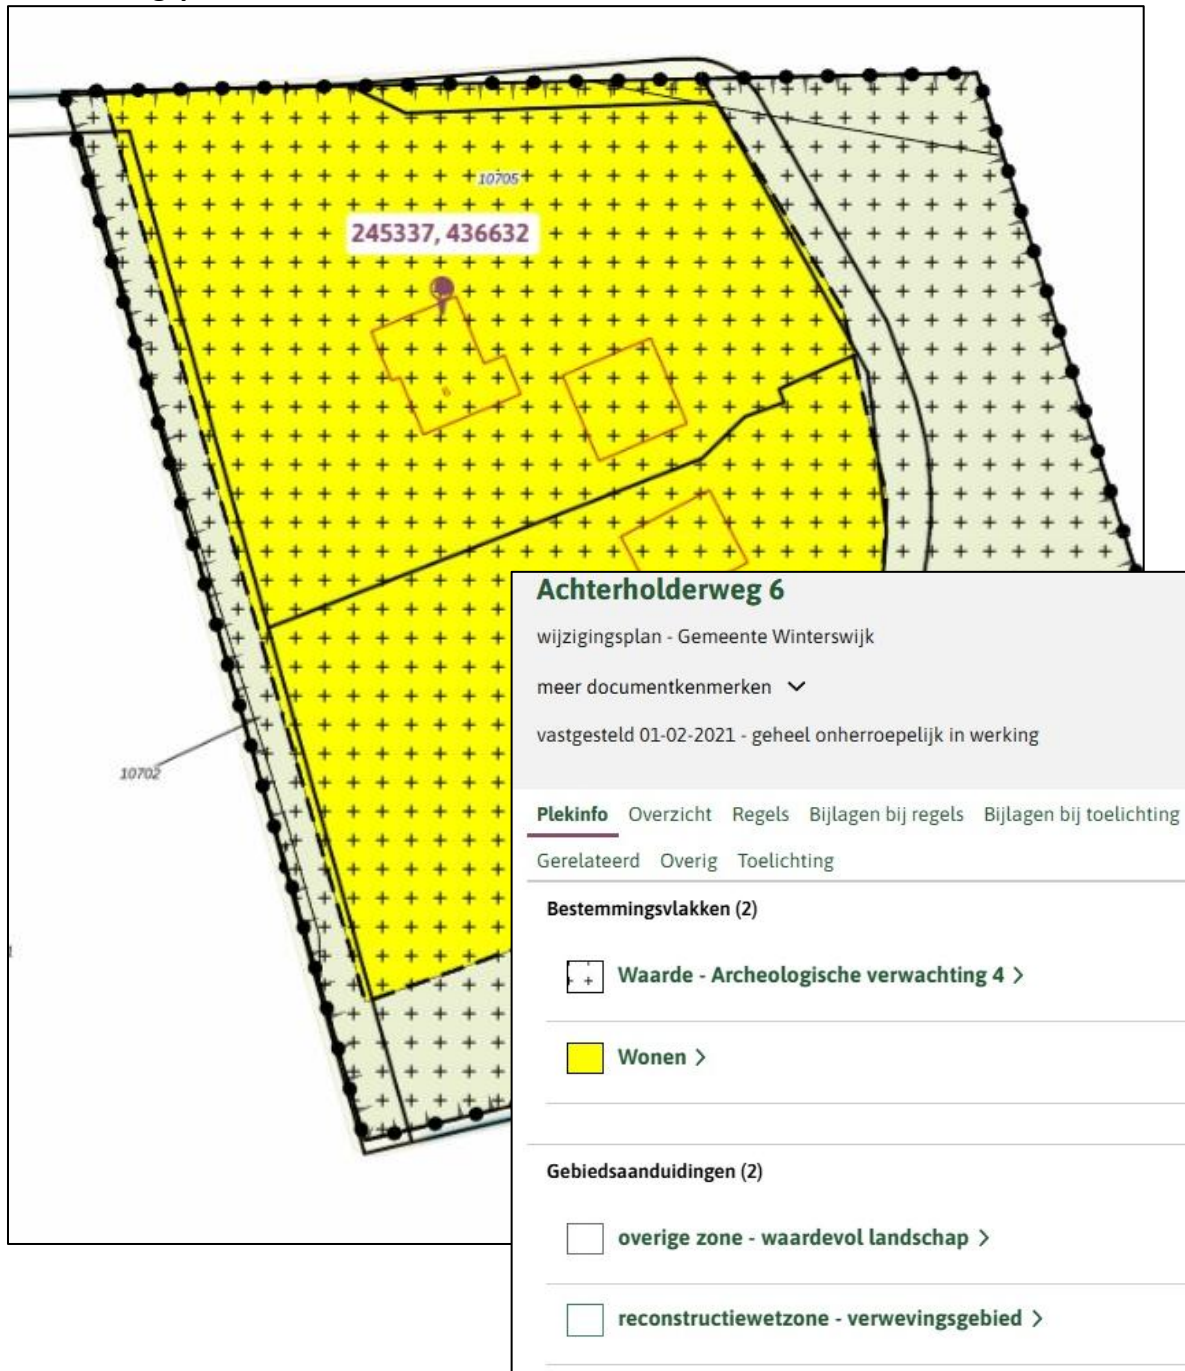 10705
245337, 436632
6
10702
Achterholderweg 6
wijzigingsplan - Gemeente Winterswijk
meer documentkenmerken
vastgesteld 01-02-2021 - geheel onherroepelijk in werking
Plekinfo Overzicht Regels Bijlagen bij regels Bijlagen bij toelichting
Gerelateerd Overig Toelichting
Bestemmingsvlakken (2)
Waarde - Archeologische verwachting 4 >
Wonen >
Gebiedsaanduidingen (2)
overige zone - waardevol landschap >
reconstructiewetzone - verwevingsgebied >